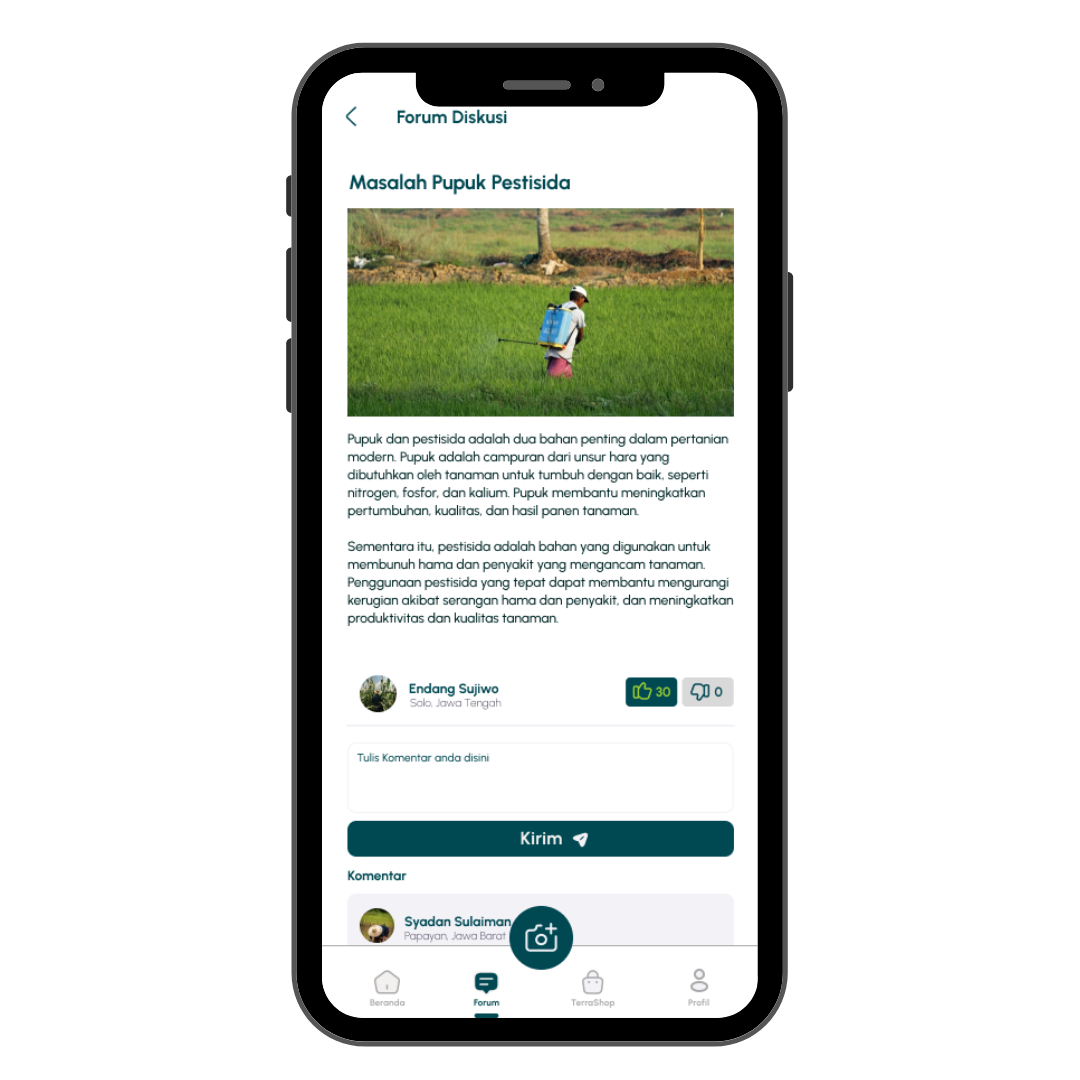 Forum Diskusi
Masalah Pupuk Pestisida
Pupuk dan pestisida adalah dua bahan penting dalam pertanian
modern. Pupuk adalah campuran dari unsur hara yang
dibutuhkan oleh tanaman untuk tumbuh dengan baik, seperti
nitrogen, fosfor, dan kalium. Pupuk membantu meningkatkan
pertumbuhan, kualitas, dan hasil panen tanaman.
Sementara itu, pestisida adalah bahan yang digunakan untuk
membunuh hama dan penyakit yang mengancam tanaman.
Penggunaan pestisida yang tepat dapat membantu mengurangi
kerugian akibat serangan hama dan penyakit, dan meningkatkan
produktivitas dan kualitas tanaman.
Endang Sujiwo
Solo, Jawa Tengah
30
0
Tulis Komentar anda disini
Kirim
Komentar
Syadan Sulaiman
Papayan, Jawa Barat
Beranda
Forum
TerraShop
Profil